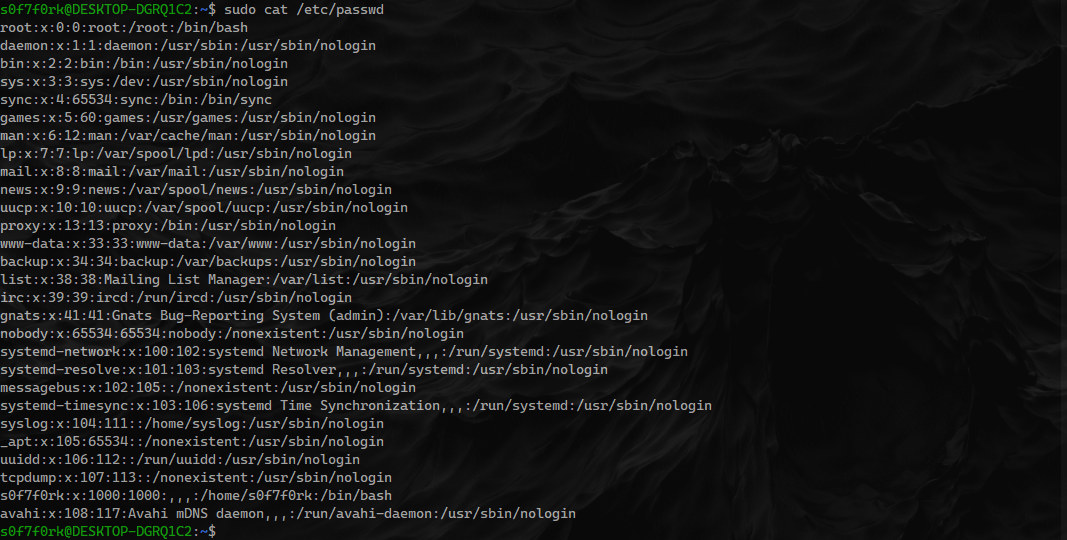 s0f7f0rk@DESKTOP-DGRQ1C2:~$ sudo cat /etc/passwd
root:x:0:0:root:/root:/bin/bash
daemon:x:1:1:daemon:/usr/sbin:/usr/sbin/nologin
bin:x:2:2:bin:/bin:/usr/sbin/nologin
sys:x:3:3:sys:/dev:/usr/sbin/nologin
sync:x:4:65534:sync:/bin:/bin/sync
games:x:5:60:games:/usr/games:/usr/sbin/nologin
man:x:6:12:man:/var/cache/man:/usr/sbin/nologin
lp:x:7:7:lp:/var/spool/lpd:/usr/sbin/nologin
mail:x:8:8:mail:/var/mail:/usr/sbin/nologin
news:x:9:9:news:/var/spool/news:/usr/sbin/nologin
uucp:x:10:10:uucp:/var/spool/uucp:/usr/sbin/nologin
proxy:x:13:13:proxy:/bin:/usr/sbin/nologin
www-data:x:33:33:www-data:/var/www:/usr/sbin/nologin
backup:x:34:34:backup:/var/backups:/usr/sbin/nologin
list:x:38:38:Mailing List Manager:/var/list:/usr/sbin/nologin
irc:x:39:39:ircd:/run/ircd:/usr/sbin/nologin
gnats:x:41:41:Gnats Bug-Reporting System (admin):/var/lib/gnats:/usr/sbin/nologin
nobody:x:65534:65534:nobody:/nonexistent:/usr/sbin/nologin
systemd-network:x:100:102:systemd Network Management,,,:/run/systemd:/usr/sbin/nologin
systemd-resolve:x:101:103:systemd Resolver,,,:/run/systemd:/usr/sbin/nologin
messagebus:x:102:105::/nonexistent:/usr/sbin/nologin
systemd-timesync:x:103:106:systemd Time Synchronization,,,:/run/systemd:/usr/sbin/nologin
syslog:x:104:111::/home/syslog:/usr/sbin/nologin
_apt:x:105:65534::/nonexistent:/usr/sbin/nologin
uuidd:x:106:112::/run/uuidd:/usr/sbin/nologin
tcpdump:x:107:113::/nonexistent:/usr/sbin/nologin
s0f7f0rk:x:1000:1000:,,,:/home/s0f7f0rk:/bin/bash
avahi:x:108:117:Avahi mDNS daemon,,,:/run/avahi-daemon:/usr/sbin/nologin
s0f7f0rk@DESKTOP-DGRQ1C2:~$